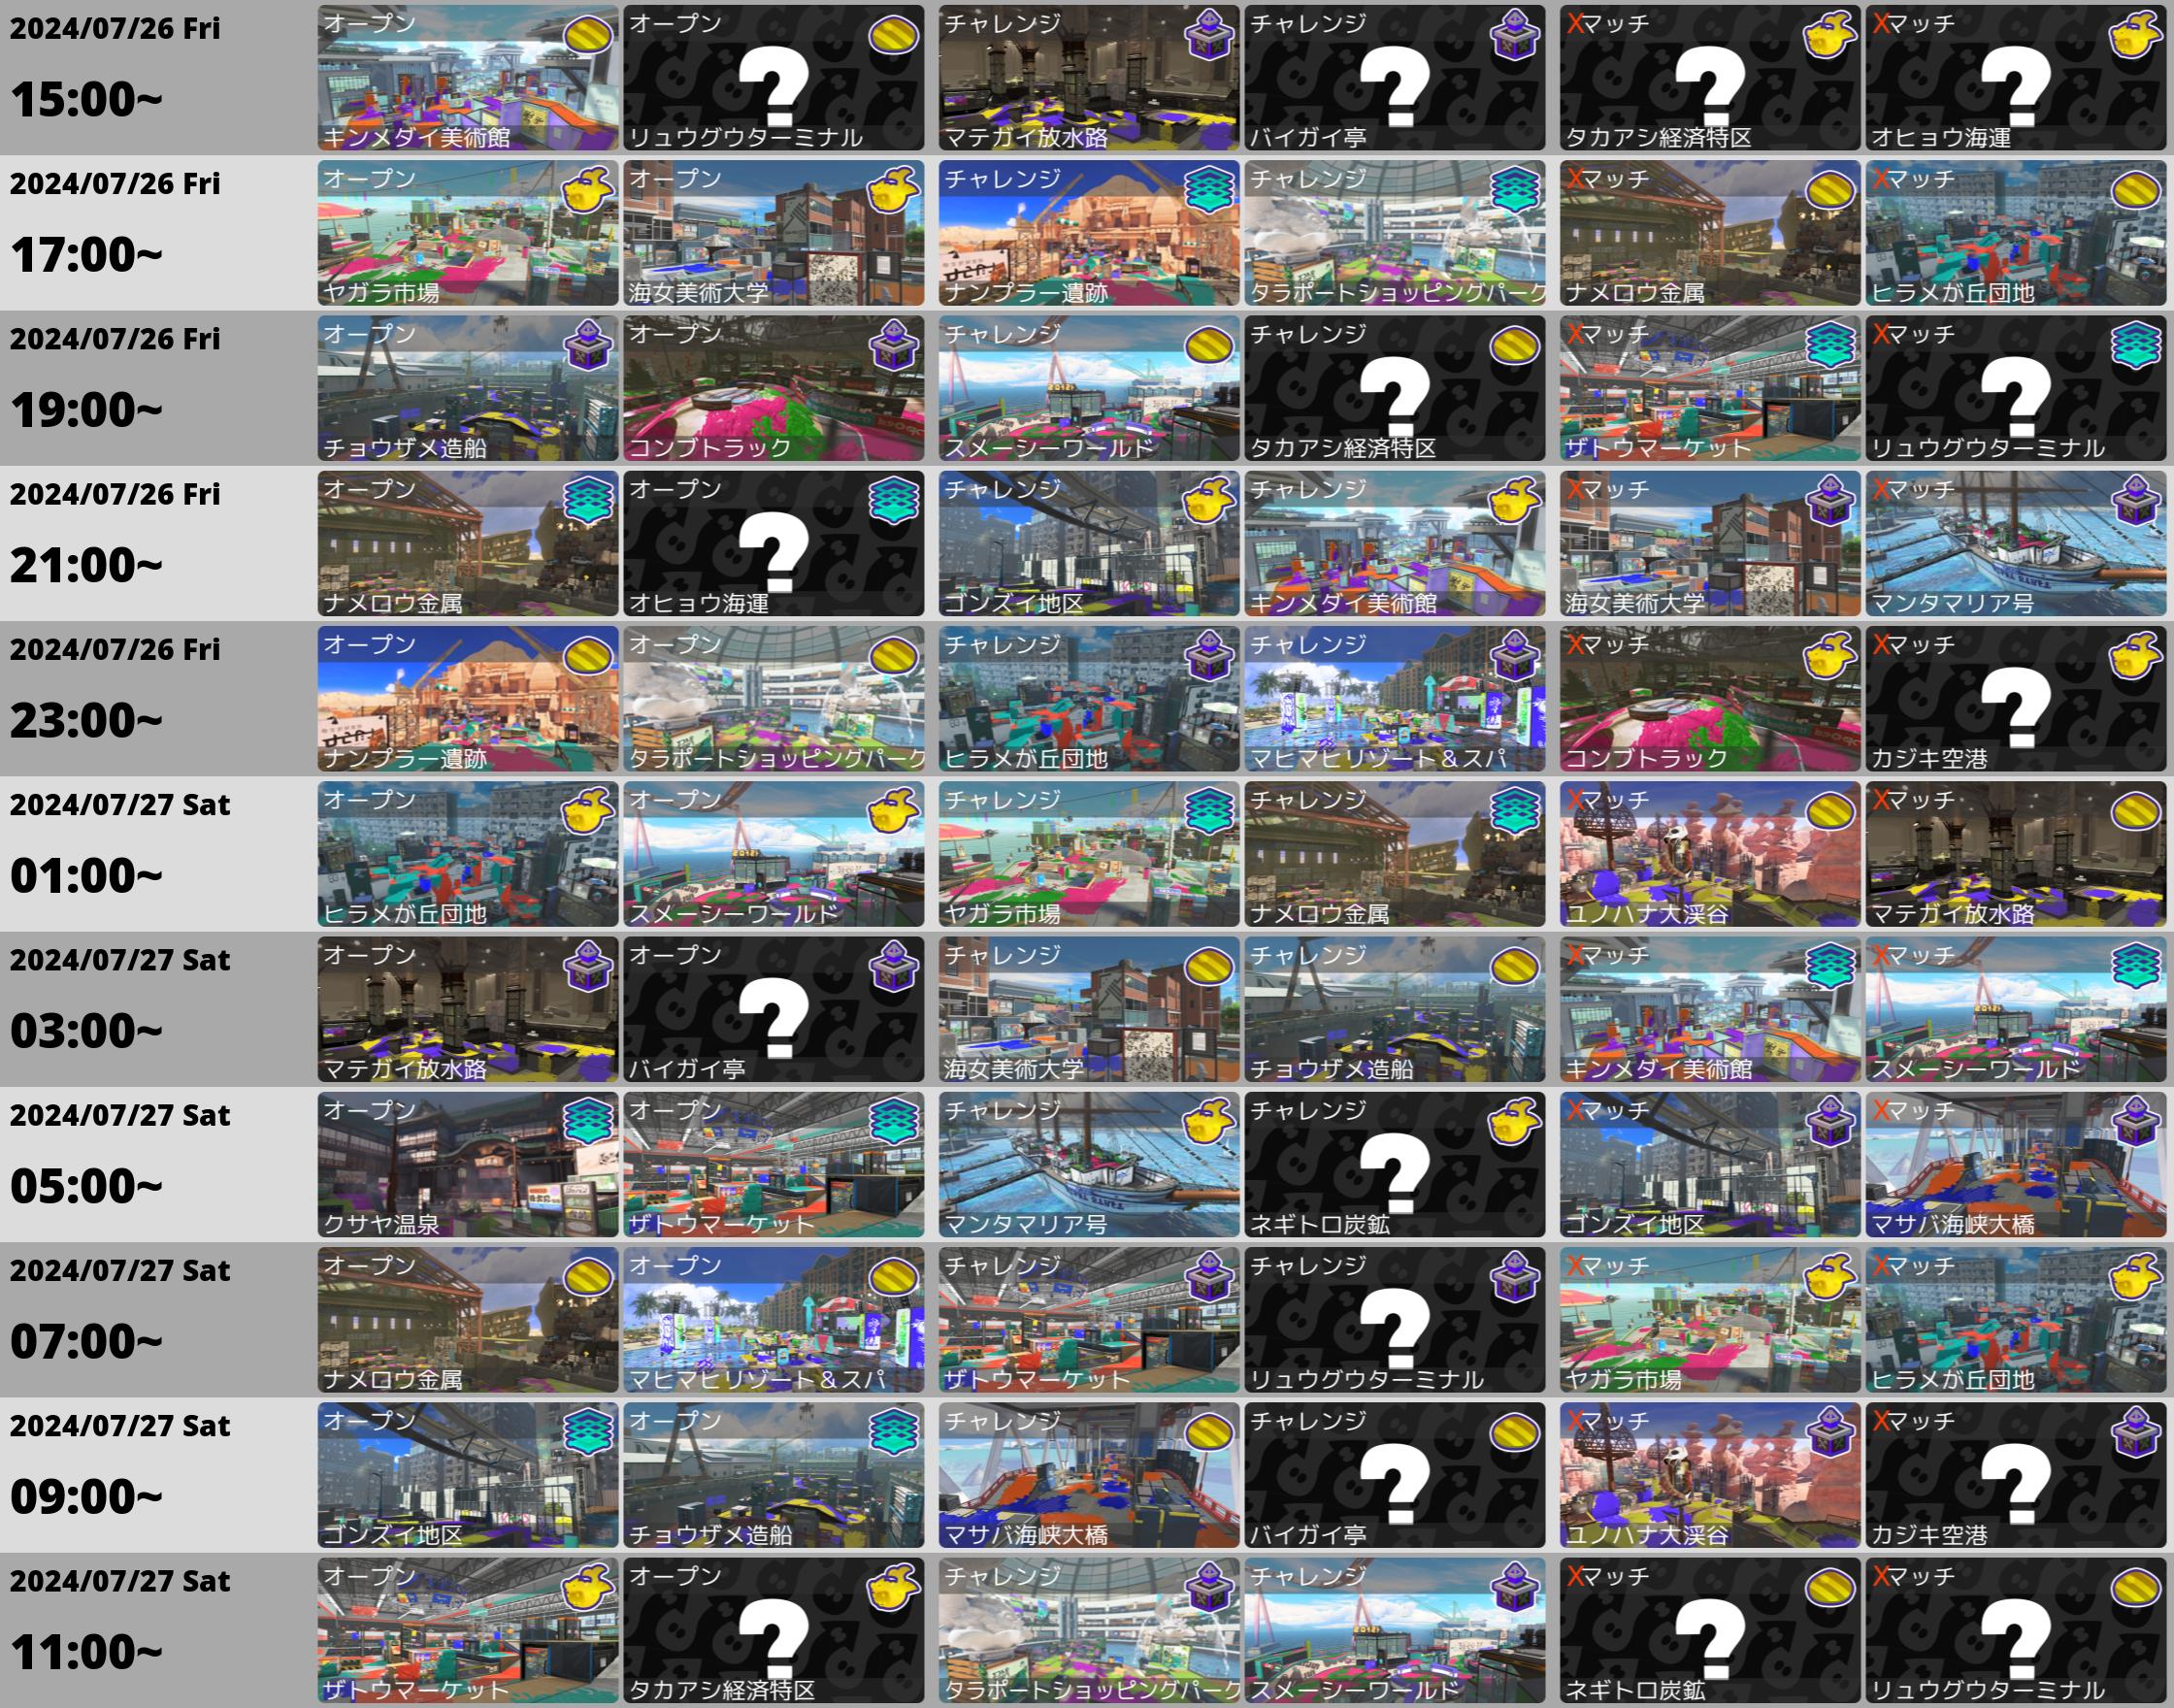 2024/07/26 Fri
15:00~
オープン
キンメダイ美術館
オープン
リュウグウターミナル
チャレンジ
マテガイ放水路
チャレンジ
バイガイ亭
Xマッチ
タカアシ経済特区
Xマッチ
オヒョウ海運
2024/07/26 Fri
17:00~
オープン
ヤガラ市場
オープン
海女美術大学
チャレンジ
ナンプラー遺跡
チャレンジ
タラポートショッピングパーク
Xマッチ
ナメロウ金属
Xマッチ
ヒラメが丘団地
2024/07/26 Fri
19:00~
オープン
チョウザメ造船
オープン
コンブトラック
チャレンジ
スメーシーワールド
チャレンジ
タカアシ経済特区
Xマッチ
ザトウマーケット
Xマッチ
リュウグウターミナル
2024/07/26 Fri
21:00~
オープン
ナメロウ金属
オープン
オヒョウ海運
チャレンジ
ゴンズイ地区
チャレンジ
キンメダイ美術館
Xマッチ
海女美術大学
Xマッチ
マンタマリア号
2024/07/26 Fri
23:00~
オープン
ナンプラー遺跡
オープン
タラポートショッピングパーク
チャレンジ
ヒラメが丘団地
チャレンジ
マヒマヒリゾート&スパ
Xマッチ
コンブトラック
Xマッチ
カジキ空港
2024/07/27 Sat
01:00~
オープン
ヒラメが丘団地
オープン
スメーシーワールド
チャレンジ
ヤガラ市場
チャレンジ
ナメロウ金属
Xマッチ
ユノハナ大渓谷
Xマッチ
マテガイ放水路
2024/07/27 Sat
03:00~
オープン
マテガイ放水路
オープン
バイガイ亭
チャレンジ
海女美術大学
チャレンジ
チョウザメ造船
Xマッチ
キンメダイ美術館
Xマッチ
スメーシーワールド
2024/07/27 Sat
05:00~
オープン
クサヤ温泉
オープン
ザトウマーケット
チャレンジ
マンタマリア号
チャレンジ
ネギトロ炭鉱
Xマッチ
ゴンズイ地区
Xマッチ
マサバ海峡大橋
2024/07/27 Sat
07:00~
オープン
ナメロウ金属
オープン
マヒマヒリゾート&スパ
チャレンジ
ザトウマーケット
チャレンジ
リュウグウターミナル
Xマッチ
ヤガラ市場
Xマッチ
ヒラメが丘団地
2024/07/27 Sat
09:00~
オープン
ゴンズイ地区
オープン
チョウザメ造船
チャレンジ
マサバ海峡大橋
チャレンジ
バイガイ亭
Xマッチ
ユノハナ大渓谷
Xマッチ
カジキ空港
2024/07/27 Sat
11:00~
オープン
ザトウマーケット
オープン
タカアシ経済特区
チャレンジ
タラポートショッピングパーク
チャレンジ
スメーシーワールド
Xマッチ
ネギトロ炭鉱
Xマッチ
リュウグウターミナル